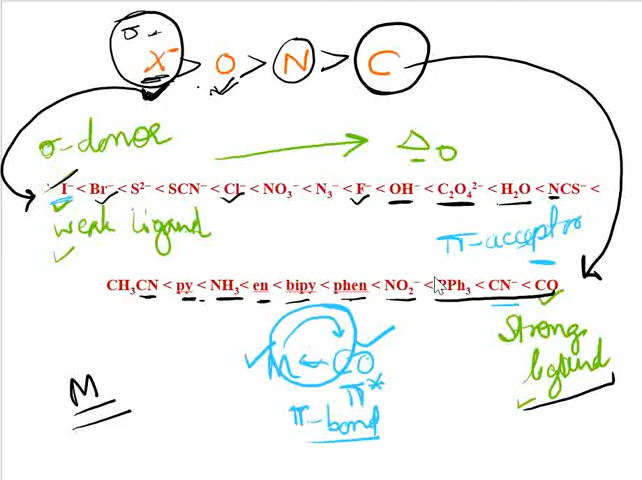 σ-
X⁻ > O > N > C
σ-donor
Δo
I⁻ < Br⁻ < S²⁻ < SCN⁻ < Cl⁻ < NO₃⁻ < N₃⁻ < F⁻ < OH⁻ < C₂O₄²⁻ < H₂O < NCS⁻ <
weak ligand
π-acceptor
CH₃CN < py < NH₃ < en < bipy < phen < NO₂⁻ < PPh₃ < CN⁻ < CO
Strong
ligand
M ← CO
π*
π-bond
M